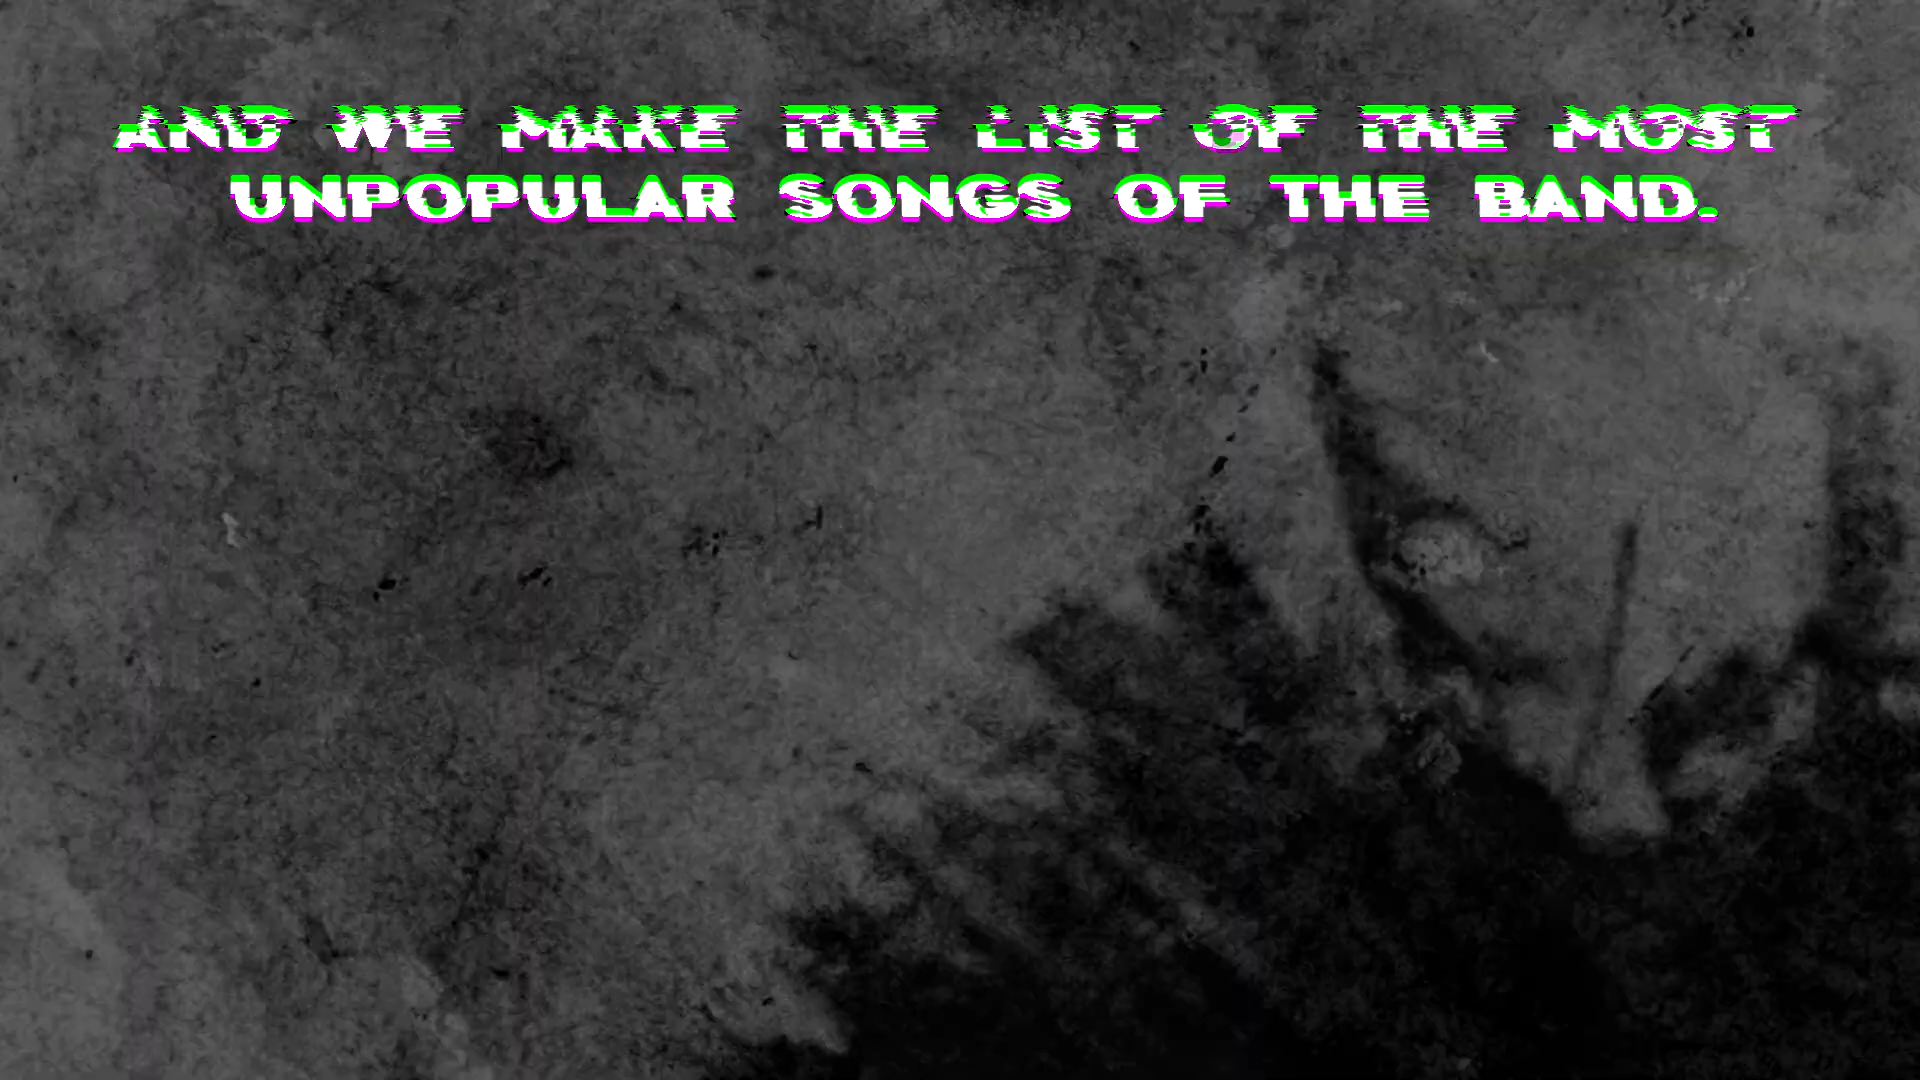 AND WE MAKE THE LIST OF THE MOST
UNPOPULAR SONGS OF THE BAND.